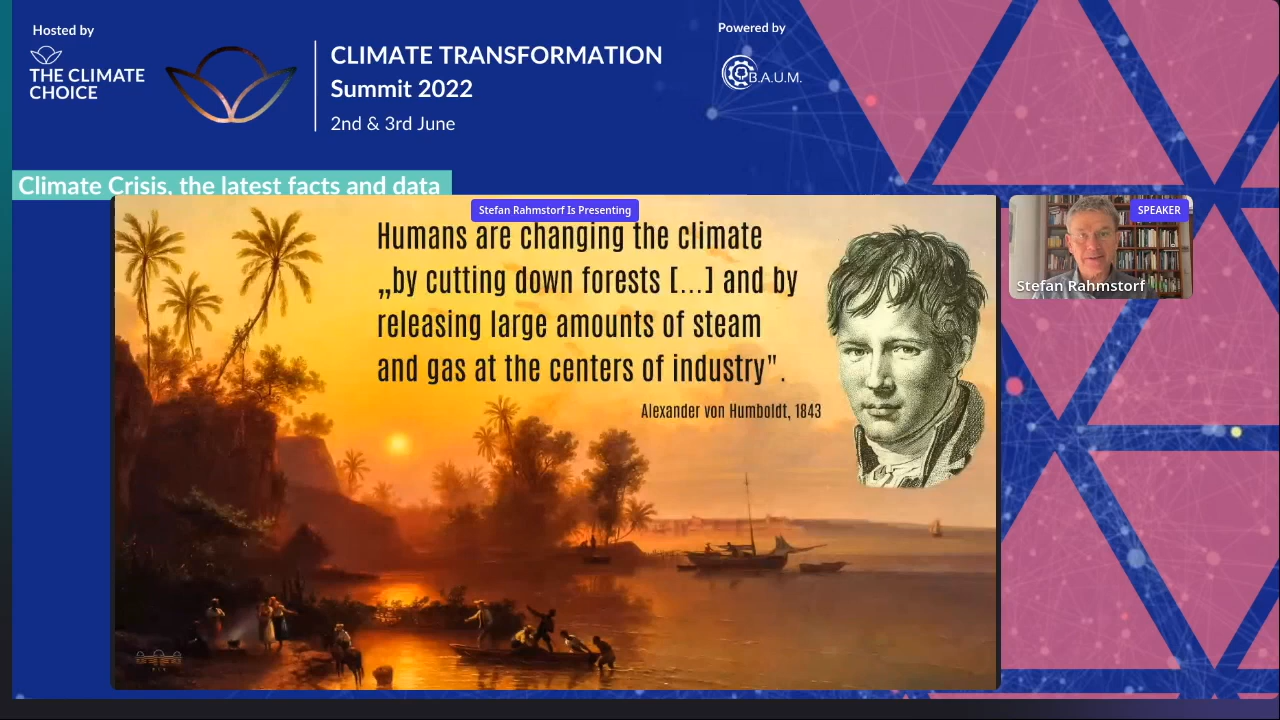 Hosted by
THE CLIMATE
CHOICE
CLIMATE TRANSFORMATION
Summit 2022
2nd & 3rd June
Powered by
B.A.U.M.
Climate Crisis, the latest facts and data
Stefan Rahmstorf Is Presenting
Humans are changing the climate
„by cutting down forests [...] and by
releasing large amounts of steam
and gas at the centers of industry".
Alexander von Humboldt, 1843
SPEAKER
Stefan Rahmstorf